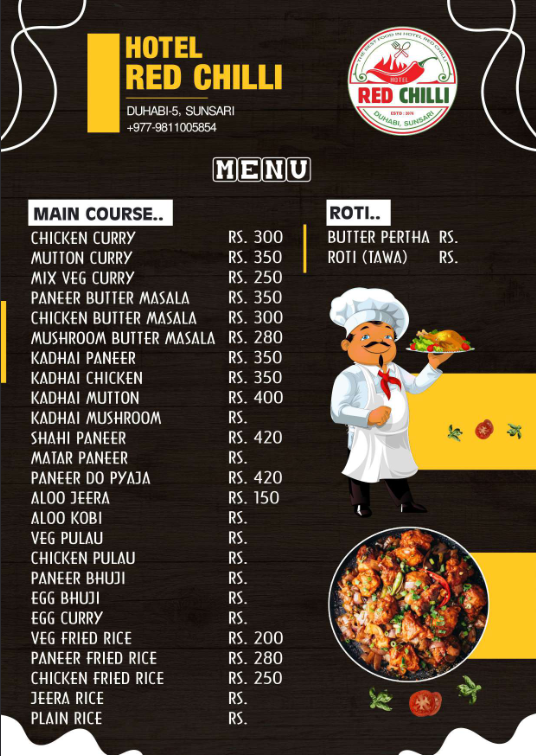 HOTEL
RED CHILLI
DUHABI-5, SUNSARI
+977-9811005854
THE BEST FOOD IN HOTEL RED CHILLI
HOTEL
RED CHILLI
DUHABI, SUNSARI
MENU
MAIN COURSE..
CHICKEN CURRY RS. 300
MUTTON CURRY RS. 350
MIX VEG CURRY RS. 250
PANEER BUTTER MASALA RS. 350
CHICKEN BUTTER MASALA RS. 300
MUSHROOM BUTTER MASALA RS. 280
KADHAI PANEER RS. 350
KADHAI CHICKEN RS. 350
KADHAI MUTTON RS. 400
KADHAI MUSHROOM RS.
SHAHI PANEER RS. 420
MATAR PANEER RS.
PANEER DO PYAJA RS. 420
ALOO JEERA RS. 150
ALOO KOBI RS.
VEG PULAU RS.
CHICKEN PULAU RS.
PANEER BHUJI RS.
EGG BHUJI RS.
EGG CURRY RS.
VEG FRIED RICE RS. 200
PANEER FRIED RICE RS. 280
CHICKEN FRIED RICE RS. 250
JEERA RICE RS.
PLAIN RICE RS.
ROTI..
BUTTER PERTHA RS.
ROTI (TAWA) RS.